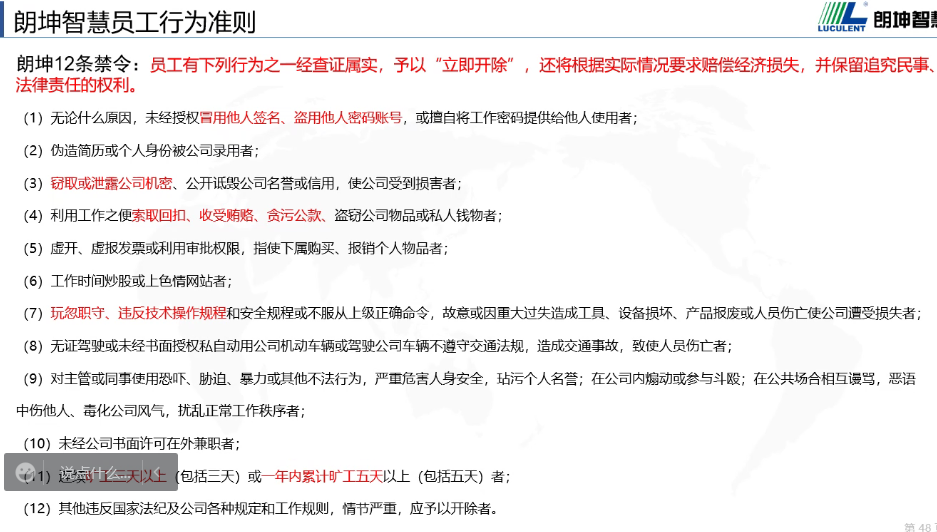 朗坤智慧员工行为准则
LUCULENT
朗坤智慧
朗坤12条禁令：员工有下列行为之一经查证属实，予以“立即开除”，还将根据实际情况要求赔偿经济损失，并保留追究民事、
法律责任的权利。
（1）无论什么原因，未经授权冒用他人签名、盗用他人密码账号，或擅自将工作密码提供给他人使用者；
（2）伪造简历或个人身份被公司录用者；
（3）窃取或泄露公司机密、公开诋毁公司名誉或信用，使公司受到损害者；
（4）利用工作之便索取回扣、收受贿赂、贪污公款、盗窃公司物品或私人钱物者；
（5）虚开、虚报发票或利用审批权限，指使下属购买、报销个人物品者；
（6）工作时间炒股或上色情网站者；
（7）玩忽职守、违反技术操作规程和安全规程或不服从上级正确命令，故意或因重大过失造成工具、设备损坏、产品报废或人员伤亡使公司遭受损失者；
（8）无证驾驶或未经书面授权私自动用公司机动车辆或驾驶公司车辆不遵守交通法规，造成交通事故，致使人员伤亡者；
（9）对主管或同事使用恐吓、胁迫、暴力或其他不法行为，严重危害人身安全，玷污个人名誉；在公司内煽动或参与斗殴；在公共场合相互谩骂，恶语
中伤他人、毒化公司风气，扰乱正常工作秩序者；
（10）未经公司书面许可在外兼职者；
（11）连续旷工三天以上（包括三天）或一年内累计旷工五天以上（包括五天）者；
说点什么...
（12）其他违反国家法纪及公司各种规定和工作规则，情节严重，应予以开除者。
第 48